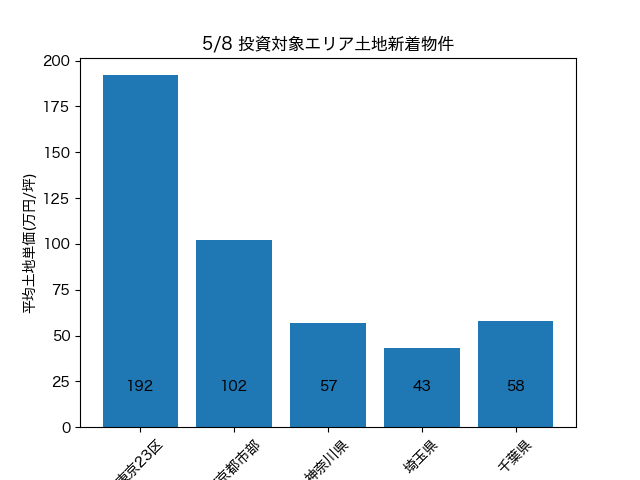 5/8 投資対象エリア土地新着物件
平均土地単価(万円/坪)
200
175
150
125
100
75
50
25
0
192
102
57
43
58
東京23区
京都市部
神奈川県
埼玉県
千葉県